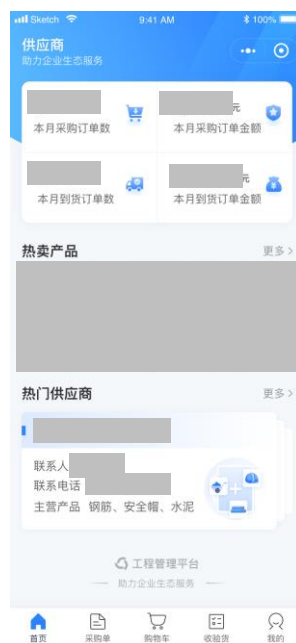 Sketch 9:41 AM 100%
供应商
助力企业生态服务
元
本月采购订单数 本月采购订单金额
元
本月到货订单数 本月到货订单金额
热卖产品 更多>
热门供应商 更多>
联系人
联系电话
主营产品 钢筋、安全帽、水泥
工程管理平台
助力企业生态服务
首页 采购单 购物车 收验货 我的